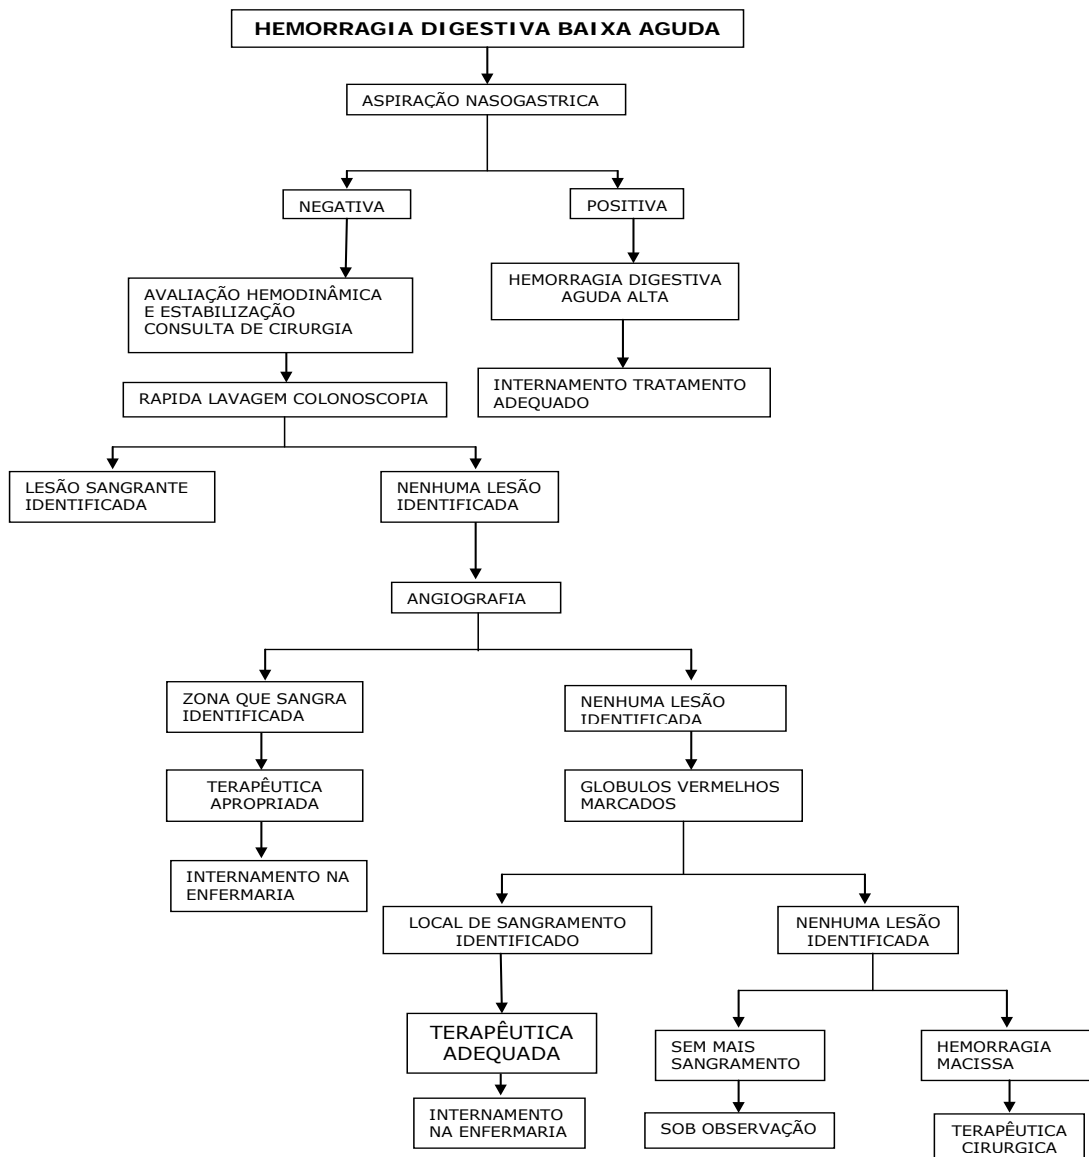 HEMORRAGIA DIGESTIVA BAIXA AGUDA
ASPIRAÇÃO NASOGASTRICA
NEGATIVA
POSITIVA
AVALIAÇÃO HEMODINÂMICA
E ESTABILIZAÇÃO
CONSULTA DE CIRURGIA
HEMORRAGIA DIGESTIVA
AGUDA ALTA
RAPIDA LAVAGEM COLONOSCOPIA
INTERNAMENTO TRATAMENTO
ADEQUADO
LESÃO SANGRANTE
IDENTIFICADA
NENHUMA LESÃO
IDENTIFICADA
ANGIOGRAFIA
ZONA QUE SANGRA
IDENTIFICADA
NENHUMA LESÃO
IDENTIFICADA
TERAPÊUTICA
APROPRIADA
GLOBULOS VERMELHOS
MARCADOS
INTERNAMENTO NA
ENFERMARIA
LOCAL DE SANGRAMENTO
IDENTIFICADO
NENHUMA LESÃO
IDENTIFICADA
TERAPÊUTICA
ADEQUADA
SEM MAIS
SANGRAMENTO
HEMORRAGIA
MACISSA
INTERNAMENTO
NA ENFERMARIA
SOB OBSERVAÇÃO
TERAPÊUTICA
CIRURGICA